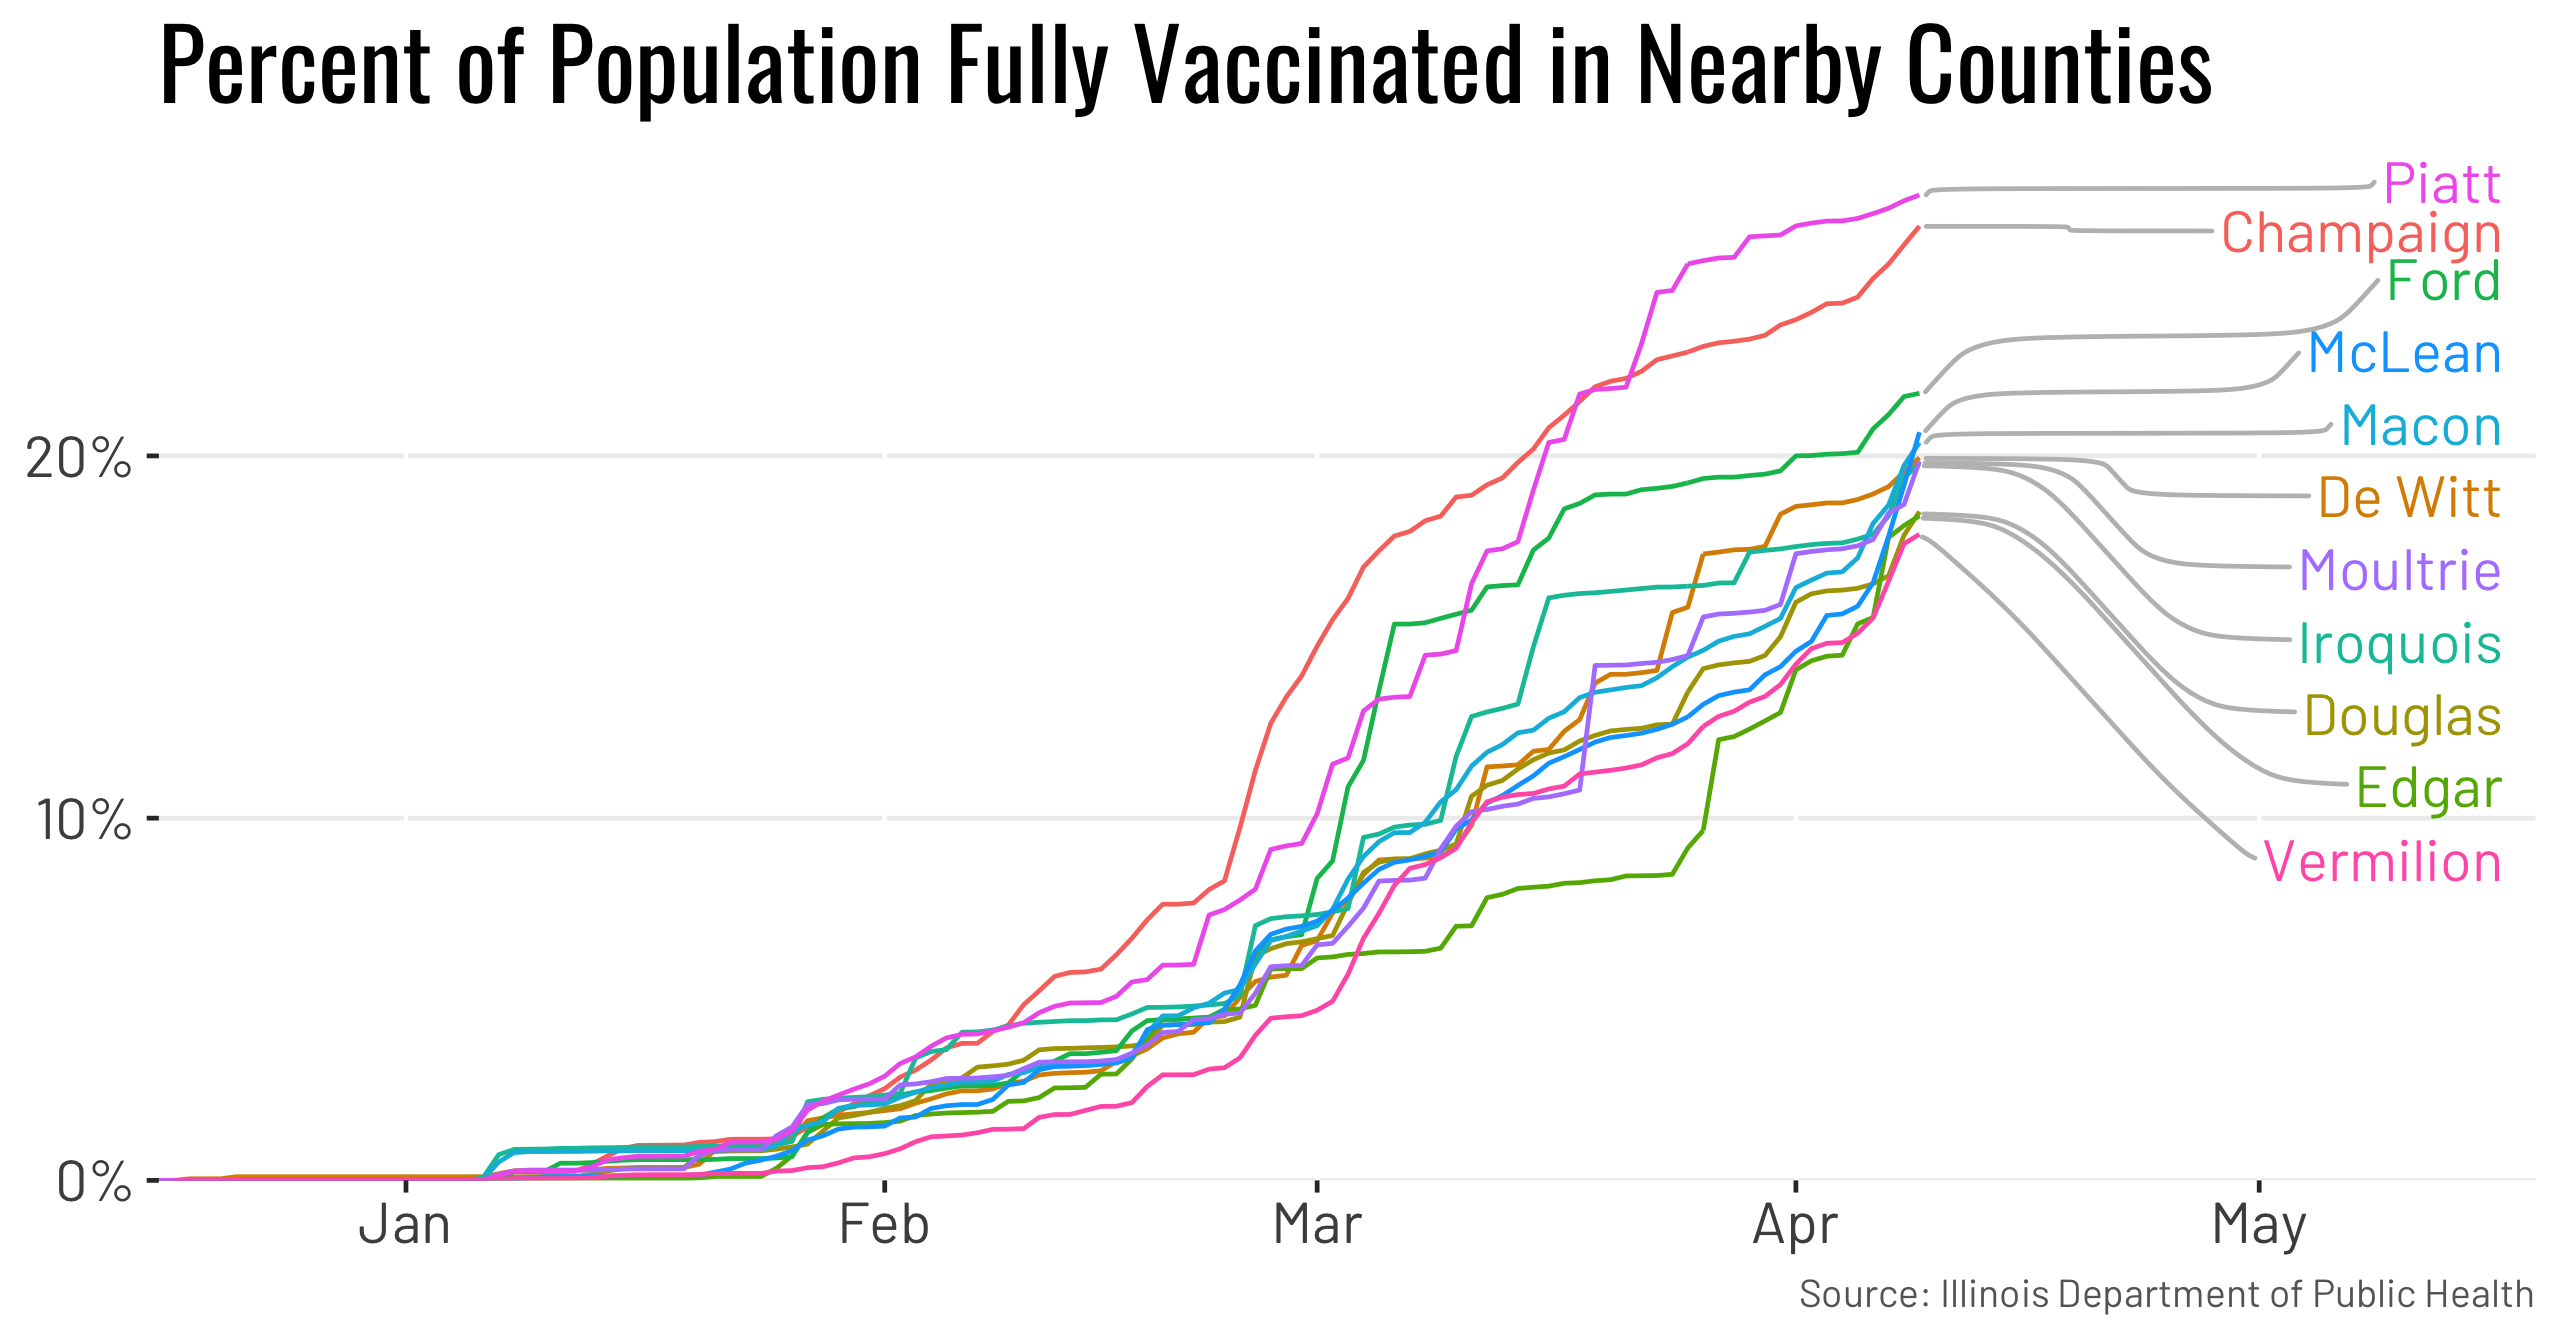 Percent of Population Fully Vaccinated in Nearby Counties
Piatt
Champaign
Ford
McLean
Macon
20%
De Witt
Moultrie
Iroquois
Douglas
Edgar
10%
Vermilion
0%
Jan Feb Mar Apr May
Source: Illinois Department of Public Health